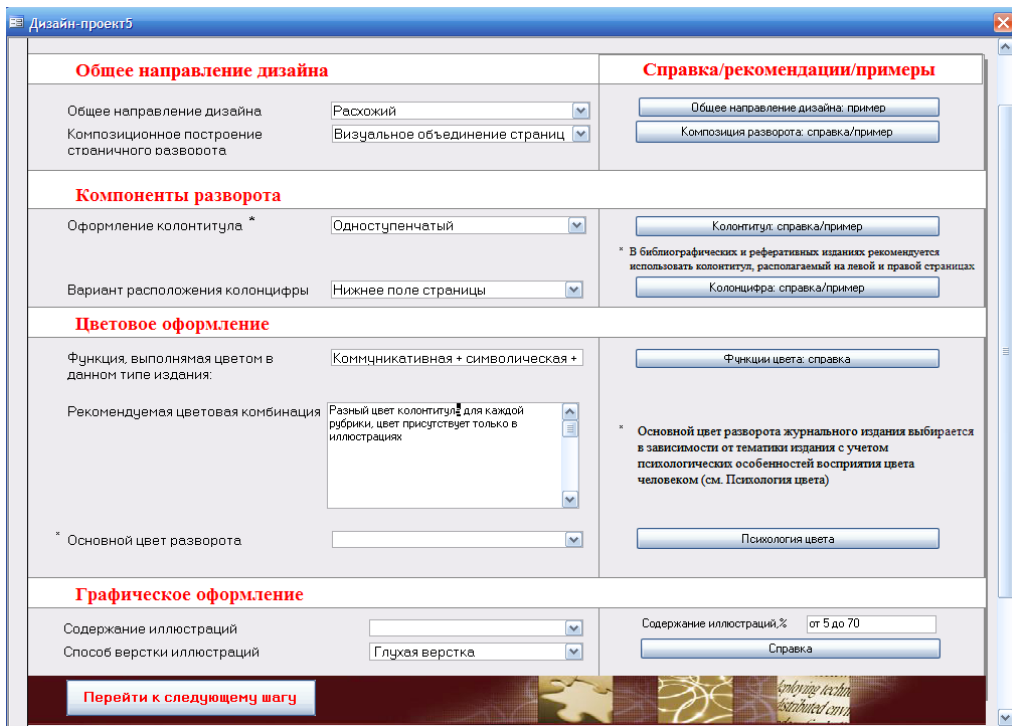 Дизайн-проект5
Общее направление дизайна
Справка/рекомендации/примеры
Общее направление дизайна
Расхожий
Общее направление дизайна: пример
Композиционное построение
страничного разворота
Визуальное объединение страниц
Композиция разворота: справка/пример
Компоненты разворота
Оформление колонтитула *
Одноступенчатый
Колонтитул: справка/пример
* В библиографических и реферативных изданиях рекомендуется
использовать колонтитул, располагаемый на левой и правой страницах
Вариант расположения колонцифры
Нижнее поле страницы
Колонцифра: справка/пример
Цветовое оформление
Функция, выполнямая цветом в
данном типе издания:
Коммуникативная + символическая +
Функции цвета: справка
Рекомендуемая цветовая комбинация
Разный цвет колонтитула для каждой
рубрики, цвет присутствует только в
иллюстрациях
* Основной цвет разворота журнального издания выбирается
в зависимости от тематики издания с учетом
психологических особенностей восприятия цвета
человеком (см. Психология цвета)
* Основной цвет разворота
Психология цвета
Графическое оформление
Содержание иллюстраций
Содержание иллюстраций,%
от 5 до 70
Способ верстки иллюстраций
Глухая верстка
Справка
Перейти к следующему шагу
deploying techn
distributed envi